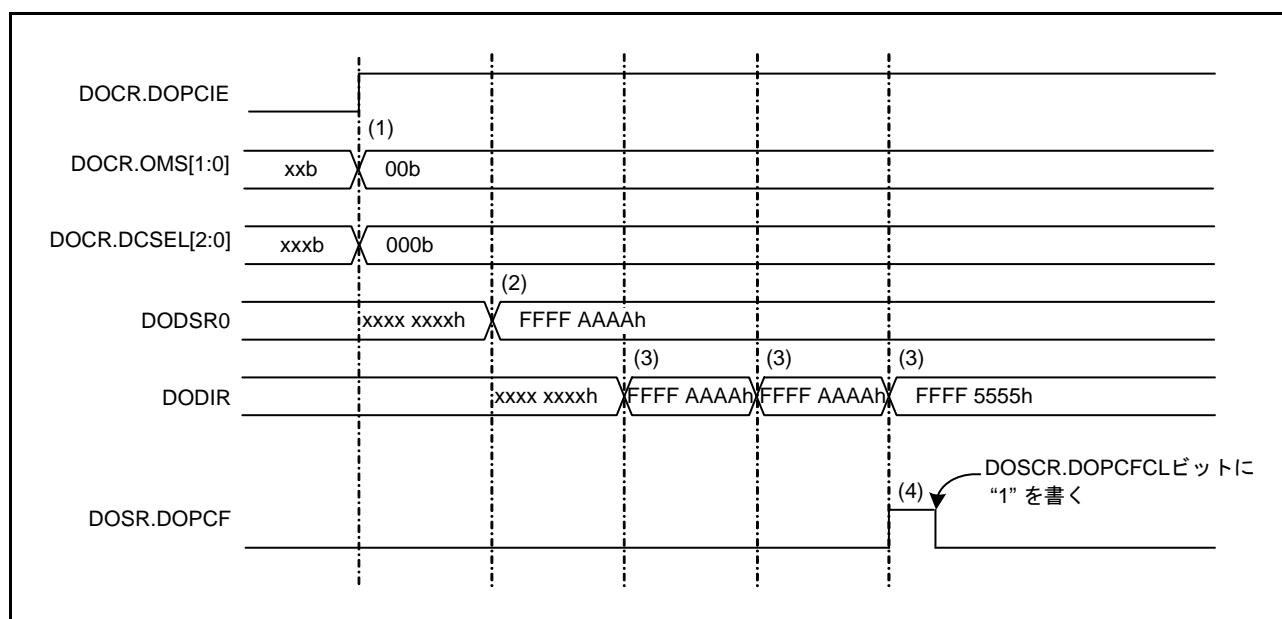 DOCR.DOPCIE
(1)
DOCR.OMS[1:0]
xxb
00b
DOCR.DCSEL[2:0]
xxxb
000b
(2)
DODSR0
xxxx xxxxh
FFFF AAAAh
(3)
(3)
(3)
DODIR
xxxx xxxxh
FFFF AAAAh
FFFF AAAAh
FFFF 5555h
DOSCR.DOPCFCLビットに
“1” を書く
(4)
DOSR.DOPCF